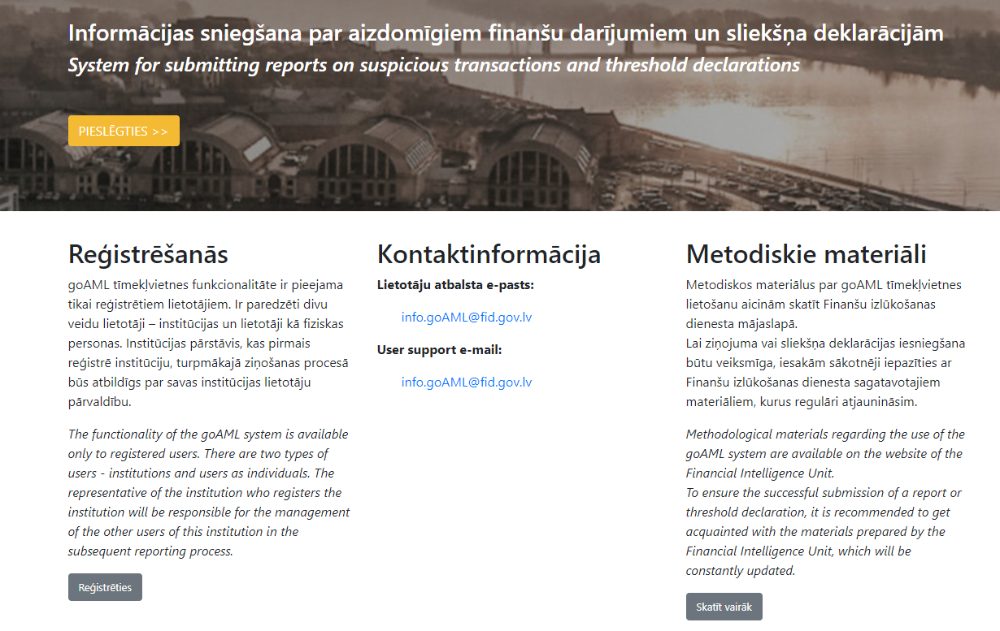 Informācijas sniegšana par aizdomīgiem finanšu darījumiem un sliekšņa deklarācijām
System for submitting reports on suspicious transactions and threshold declarations
PIESLĒGTIES >>
Reģistrēšanās
goAML tīmekļvietnes funkcionalitāte ir pieejama
tikai reģistrētiem lietotājiem. Ir paredzēti divu
veidu lietotāji – institūcijas un lietotāji kā fiziskas
personas. Institūcijas pārstāvis, kas pirmais
reģistrē institūciju, turpmākajā ziņošanas procesā
būs atbildīgs par savas institūcijas lietotāju
pārvaldību.
The functionality of the goAML system is available
only to registered users. There are two types of
users - institutions and users as individuals. The
representative of the institution who registers the
institution will be responsible for the management
of the other users of this institution in the
subsequent reporting process.
Reģistrēties
Kontaktinformācija
Lietotāju atbalsta e-pasts:
info.goAML@fid.gov.lv
User support e-mail:
info.goAML@fid.gov.lv
Metodiskie materiāli
Metodiskos materiālus par goAML tīmekļvietnes
lietošanu aicinām skatīt Finanšu izlūkošanas
dienesta mājaslapā.
Lai ziņojuma vai sliekšņa deklarācijas iesniegšana
būtu veiksmīga, iesakām sākotnēji iepazīties ar
Finanšu izlūkošanas dienesta sagatavotajiem
materiāliem, kurus regulāri atjaunināsim.
Methodological materials regarding the use of the
goAML system are available on the website of the
Financial Intelligence Unit.
To ensure the successful submission of a report or
threshold declaration, it is recommended to get
acquainted with the materials prepared by the
Financial Intelligence Unit, which will be
constantly updated.
Skatīt vairāk